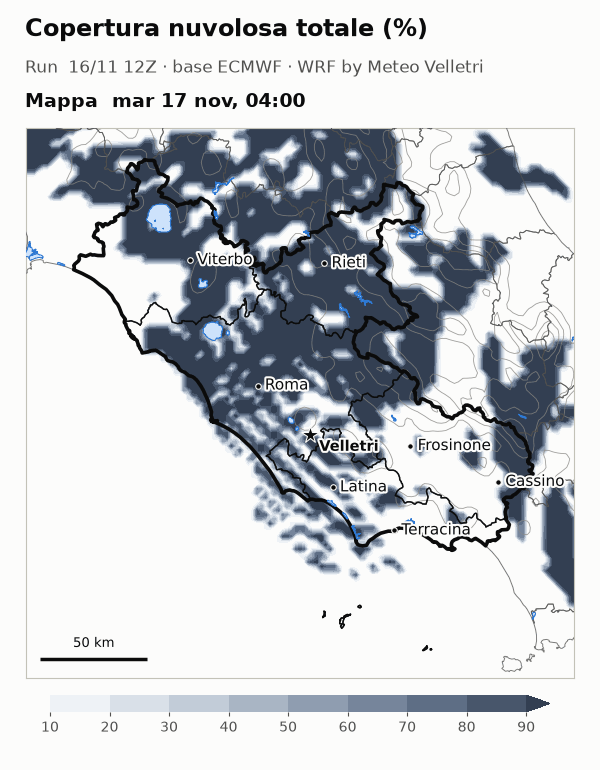 Copertura nuvolosa totale (%)
Run 16/11 12Z · base ECMWF · WRF by Meteo Velletri
Mappa mar 17 nov, 04:00
Viterbo
Rieti
Roma
Velletri
Frosinone
Latina
Cassino
Terracina
50 km
10 20 30 40 50 60 70 80 90